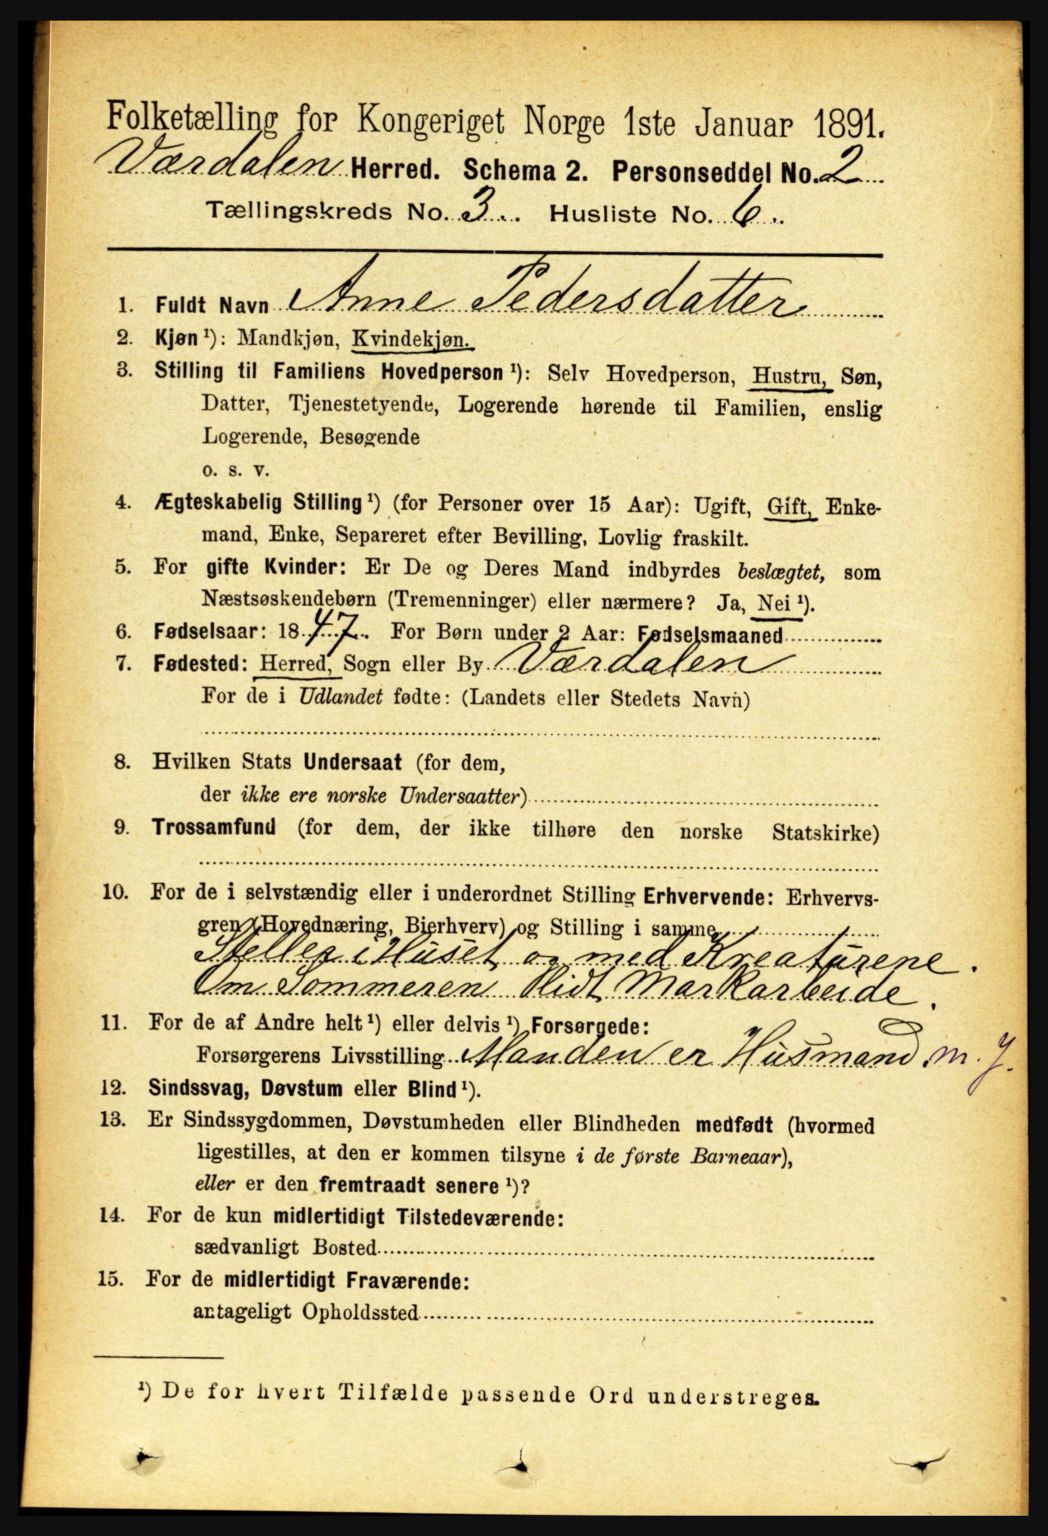 Folketælling for Kongeriget Norge 1ste Januar 1891.
Værdalen Herred. Schema 2. Personseddel No. 2
Tællingskreds No. 3. Husliste No. 6.
1. Fuldt Navn Anne Pedersdatter
2. Kjøn ¹): Mandkjøn, Kvindekjøn.
3. Stilling til Familiens Hovedperson ¹): Selv Hovedperson, Hustru, Søn,
Datter, Tjenestetyende, Logerende hørende til Familien, enslig
Logerende, Besøgende
o. s. v.
4. Ægteskabelig Stilling ¹) (for Personer over 15 Aar): Ugift, Gift, Enke-
mand, Enke, Separeret efter Bevilling, Lovlig fraskilt.
5. For gifte Kvinder: Er De og Deres Mand indbyrdes beslægtet, som
Næstsøskendebørn (Tremenninger) eller nærmere? Ja, Nei ¹).
6. Fødselsaar: 1847. For Børn under 2 Aar: Fødselsmaaned
7. Fødested: Herred, Sogn eller By Værdalen
For de i Udlandet fødte: (Landets eller Stedets Navn)
8. Hvilken Stats Undersaat (for dem,
der ikke ere norske Undersaatter)
9. Trossamfund (for dem, der ikke tilhøre den norske Statskirke)
10. For de i selvstændig eller i underordnet Stilling Erhvervende: Erhvervs-
gren (Hovednæring, Bierhverv) og Stilling i samme
Steller i Huset og med Kreaturene.
Om Sommeren lidt Markarbeide.
11. For de af Andre helt ¹) eller delvis ¹) Forsørgede:
Forsørgerens Livsstilling Manden er Husmand m. J.
12. Sindssvag, Døvstum eller Blind ¹).
13. Er Sindssygdommen, Døvstumheden eller Blindheden medfødt (hvormed
ligestilles, at den er kommen tilsyne i de første Barneaar),
eller er den fremtraadt senere ¹)?
14. For de kun midlertidigt Tilstedeværende:
sædvanligt Bosted
15. For de midlertidigt Fraværende:
antageligt Opholdssted
¹) De for hvert Tilfælde passende Ord understreges.